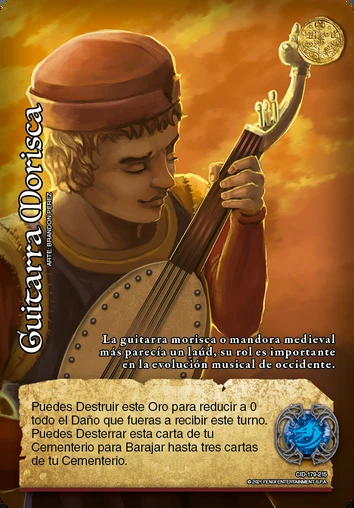 Guitarra Morisca
ARTE: BRANDON PEREZ
La guitarra morisca o mandora medieval
más parecía un laúd, su rol es importante
en la evolución musical de occidente.
Puedes Destruir este Oro para reducir a 0
todo el Daño que fueras a recibir este turno.
Puedes Desterrar esta carta de tu
Cementerio para Barajar hasta tres cartas
de tu Cementerio.
CID-179-215
© 2021 FENIX ENTERTAINMENT S.P.A.